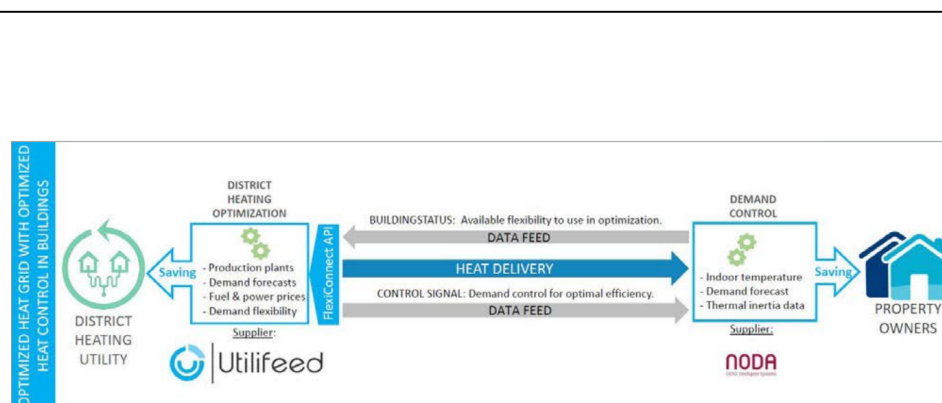 OPTIMIZED HEAT GRID WITH OPTIMIZED
HEAT CONTROL IN BUILDINGS
DISTRICT
HEATING
UTILITY
Saving
DISTRICT
HEATING
OPTIMIZATION
- Production plants
- Demand forecasts
- Fuel & power prices
- Demand flexibility
Supplier:
Utilifeed
FlexiConnect API
BUILDINGSTATUS: Available flexibility to use in optimization.
DATA FEED
HEAT DELIVERY
CONTROL SIGNAL: Demand control for optimal efficiency.
DATA FEED
DEMAND
CONTROL
- Indoor temperature
- Demand forecast
- Thermal inertia data
Supplier:
NODA
Saving
PROPERTY
OWNERS